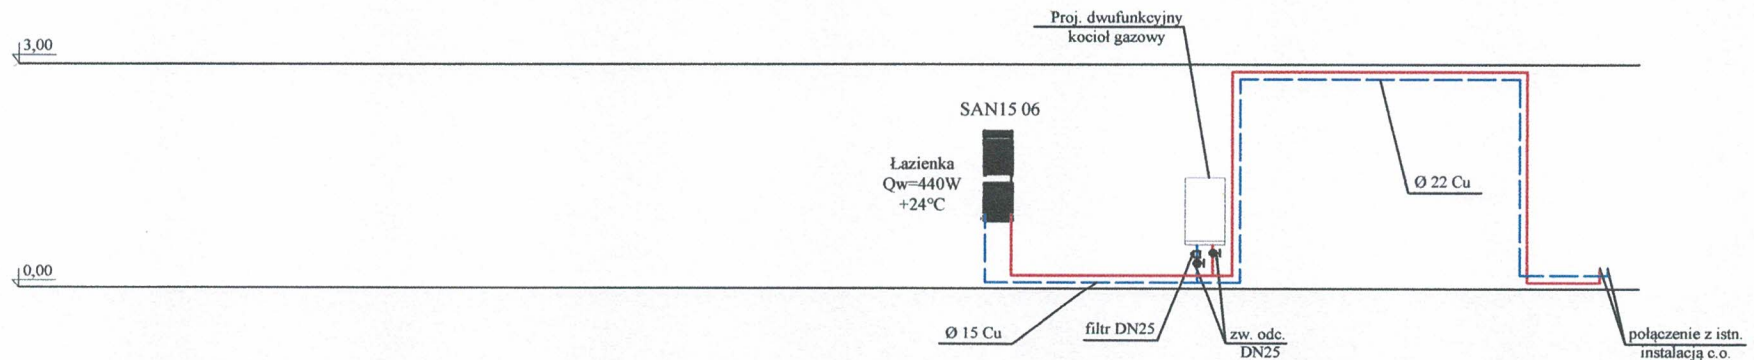 Proj. dwufunkcyjny
kocioł gazowy
3,00
SAN15 06
Łazienka
Qw=440W
+24°C
Ø 22 Cu
0,00
Ø 15 Cu
filtr DN25
zw. odc.
DN25
połączenie z istn.
instalacją c.o.